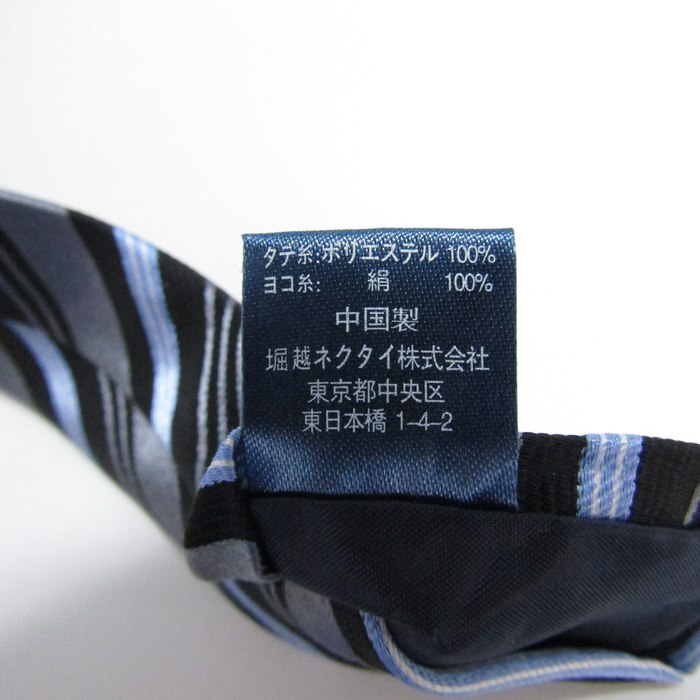 タテ糸:ポリエステル 100%
ヨコ糸: 絹 100%
中国製
堀越ネクタイ株式会社
東京都中央区
東日本橋 1-4-2